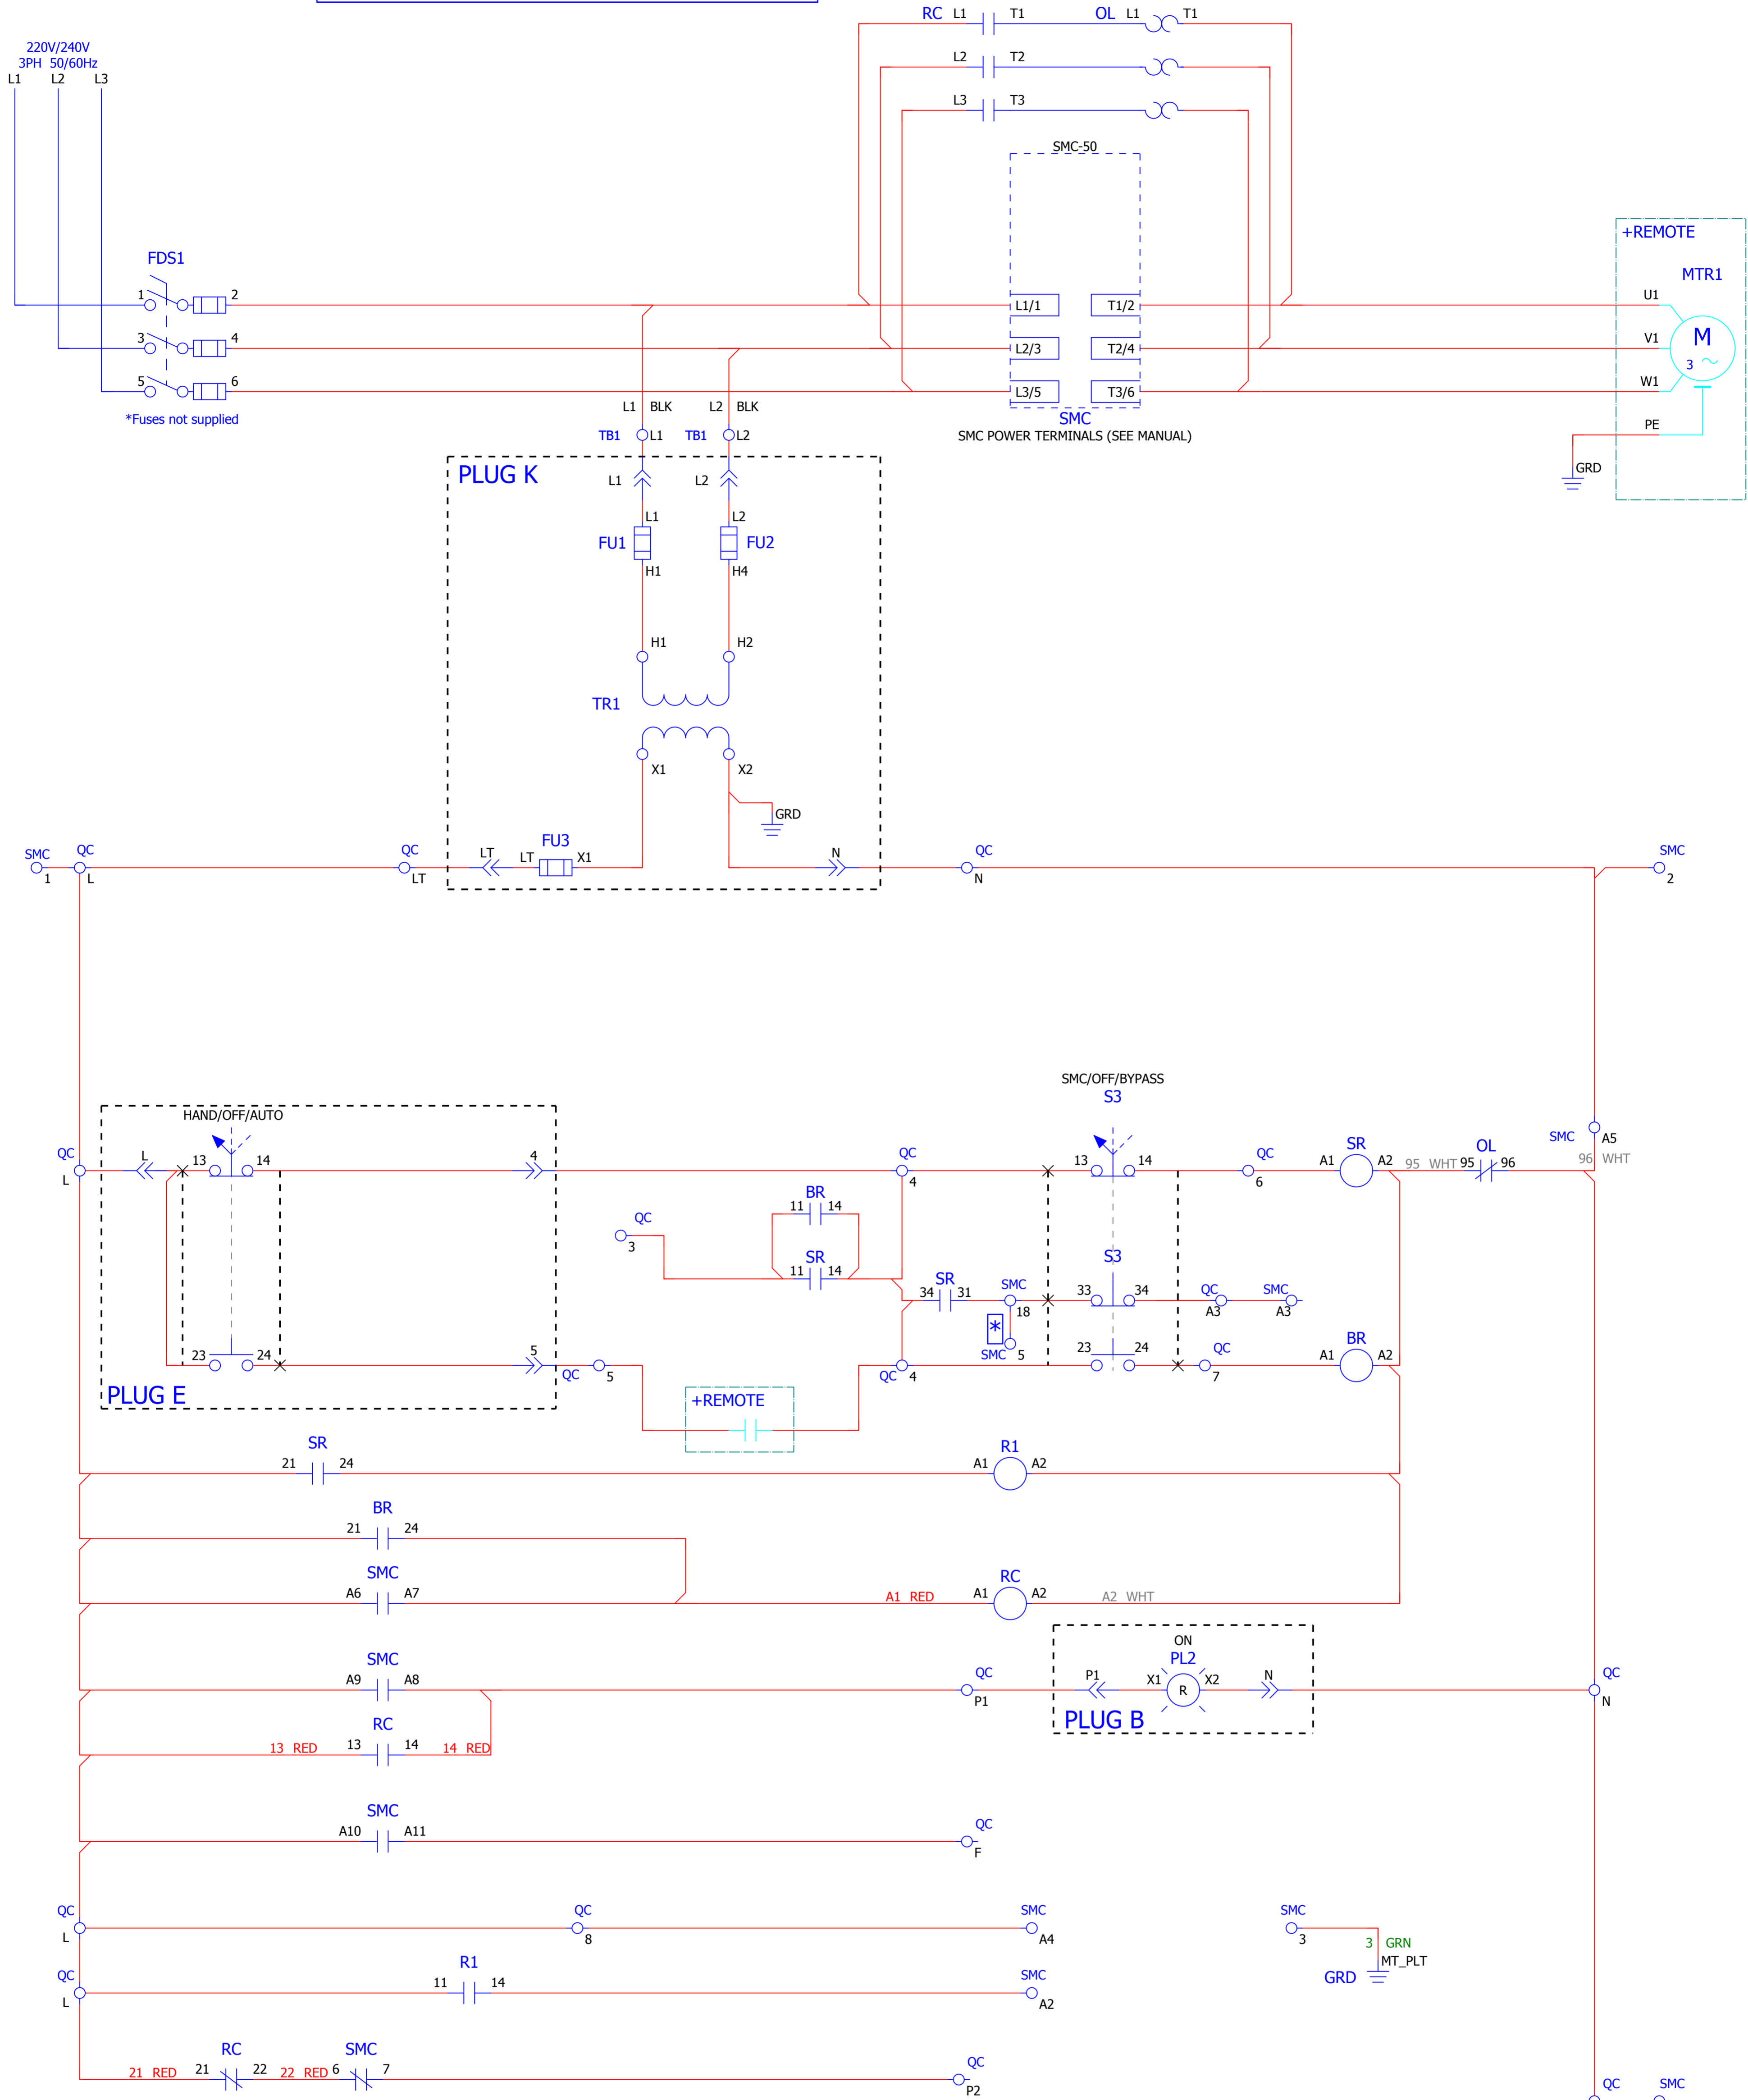 RC L1 T1 OL L1 T1
220V/240V
3PH 50/60Hz
L1 L2 L3
L2 T2
L3 T3
SMC-50
+REMOTE
MTR1
FDS1
1 2 L1/1 T1/2 U1
3 4 L2/3 T2/4 V1
M
3
5 6 L3/5 T3/6 W1
*Fuses not supplied
L1 BLK L2 BLK
SMC
SMC POWER TERMINALS (SEE MANUAL)
PE
GRD
TB1 L1 TB1 L2
PLUG K
L1 L2
L1 L2
FU1 FU2
H1 H4
H1 H2
TR1
X1 X2
GRD
SMC QC QC FU3 QC SMC
1 L LT LT LT X1 N N 2
SMC/OFF/BYPASS
S3
HAND/OFF/AUTO
QC L 13 14 4 QC 13 14 QC SR A1 A2 95 WHT 95 OL 96 SMC A5
96 WHT
L 4 6
BR
11 14
QC
3
SR
11 14
S3
SR
34 31
SMC
18
33 34
QC
A3
SMC
A3
*
SMC 5
23 24 5 QC 5 QC 4 23 24 QC 7 BR A1 A2
PLUG E
+REMOTE
SR
21 24
R1
A1 A2
BR
21 24
SMC
A6 A7
A1 RED
RC
A1 A2
A2 WHT
SMC
A9 A8
QC
P1
ON
PL2
P1 X1 R X2 N
PLUG B
QC
N
RC
13 RED 13 14 14 RED
SMC
A10 A11
QC
F
QC QC SMC SMC
L 8 A4 3
3 GRN
MT_PLT
GRD
QC R1 SMC
L 11 14 A2
RC SMC
21 RED 21 22 22 RED 6 7
QC
P2
QC SMC